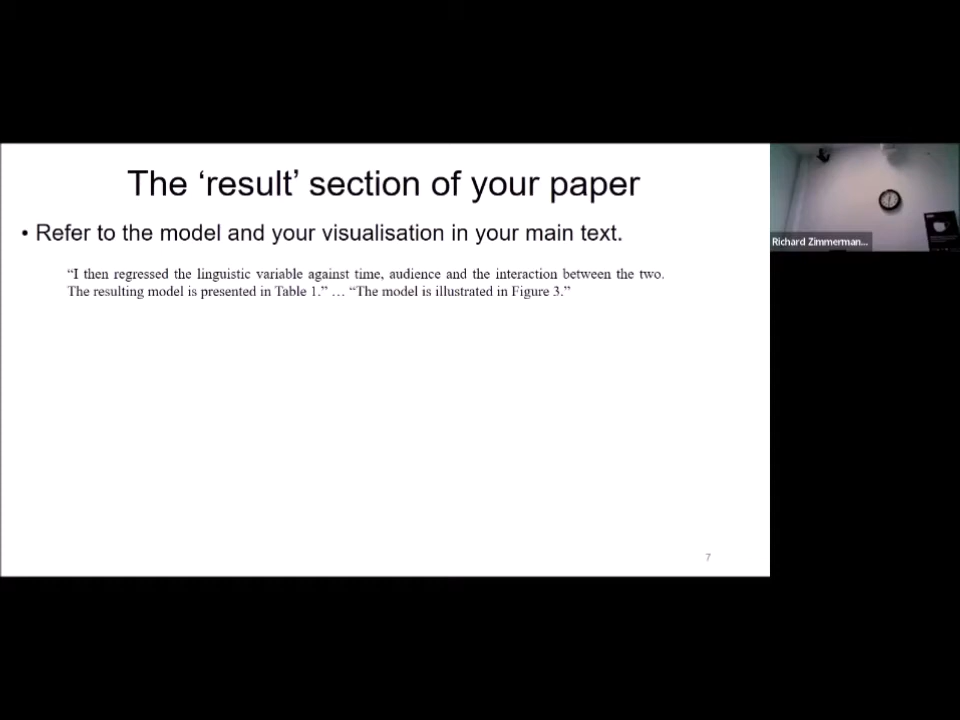 The ‘result’ section of your paper
• Refer to the model and your visualisation in your main text.
“I then regressed the linguistic variable against time, audience and the interaction between the two.
The resulting model is presented in Table 1.” … “The model is illustrated in Figure 3.”
7
Richard Zimmerman...